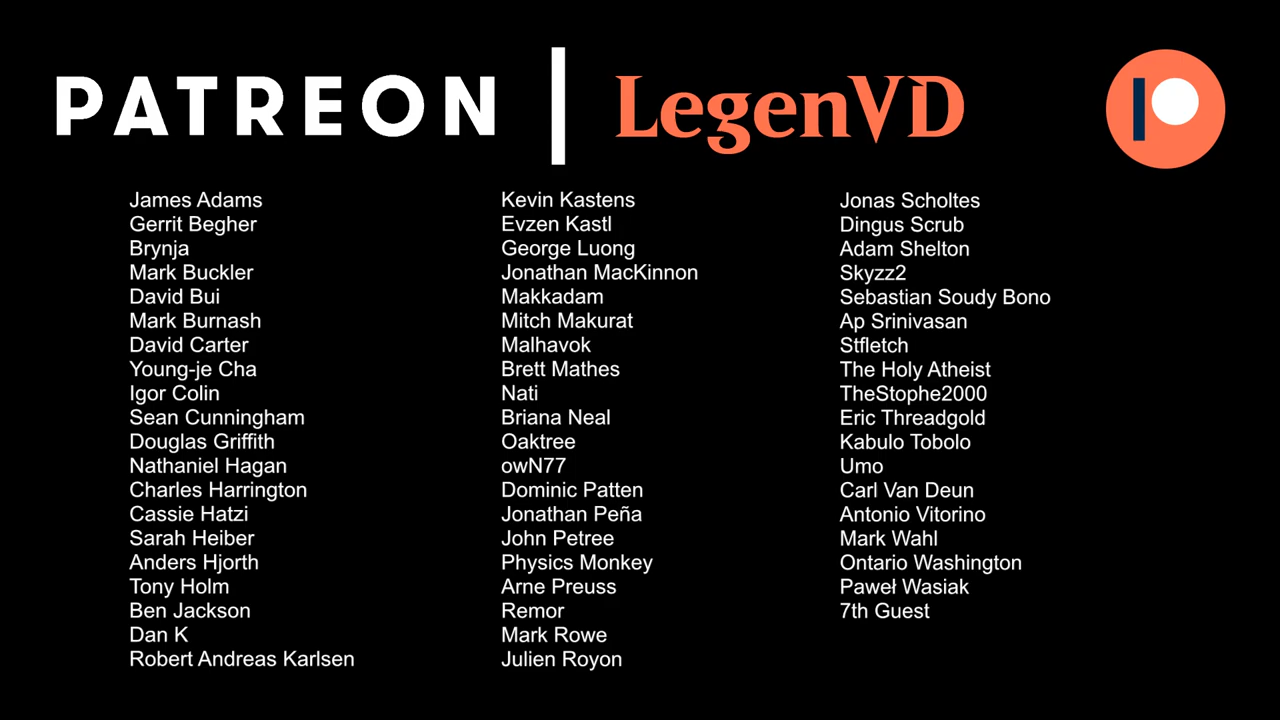 PATREON | LegenVD
James Adams
Gerrit Begher
Brynja
Mark Buckler
David Bui
Mark Burnash
David Carter
Young-je Cha
Igor Colin
Sean Cunningham
Douglas Griffith
Nathaniel Hagan
Charles Harrington
Cassie Hatzi
Sarah Heiber
Anders Hjorth
Tony Holm
Ben Jackson
Dan K
Robert Andreas Karlsen
Kevin Kastens
Evzen Kastl
George Luong
Jonathan MacKinnon
Makkadam
Mitch Makurat
Malhavok
Brett Mathes
Nati
Briana Neal
Oaktree
owN77
Dominic Patten
Jonathan Peña
John Petree
Physics Monkey
Arne Preuss
Remor
Mark Rowe
Julien Royon
Jonas Scholtes
Dingus Scrub
Adam Shelton
Skyzz2
Sebastian Soudy Bono
Ap Srinivasan
Stfletch
The Holy Atheist
TheStophe2000
Eric Threadgold
Kabulo Tobolo
Umo
Carl Van Deun
Antonio Vitorino
Mark Wahl
Ontario Washington
Paweł Wasiak
7th Guest